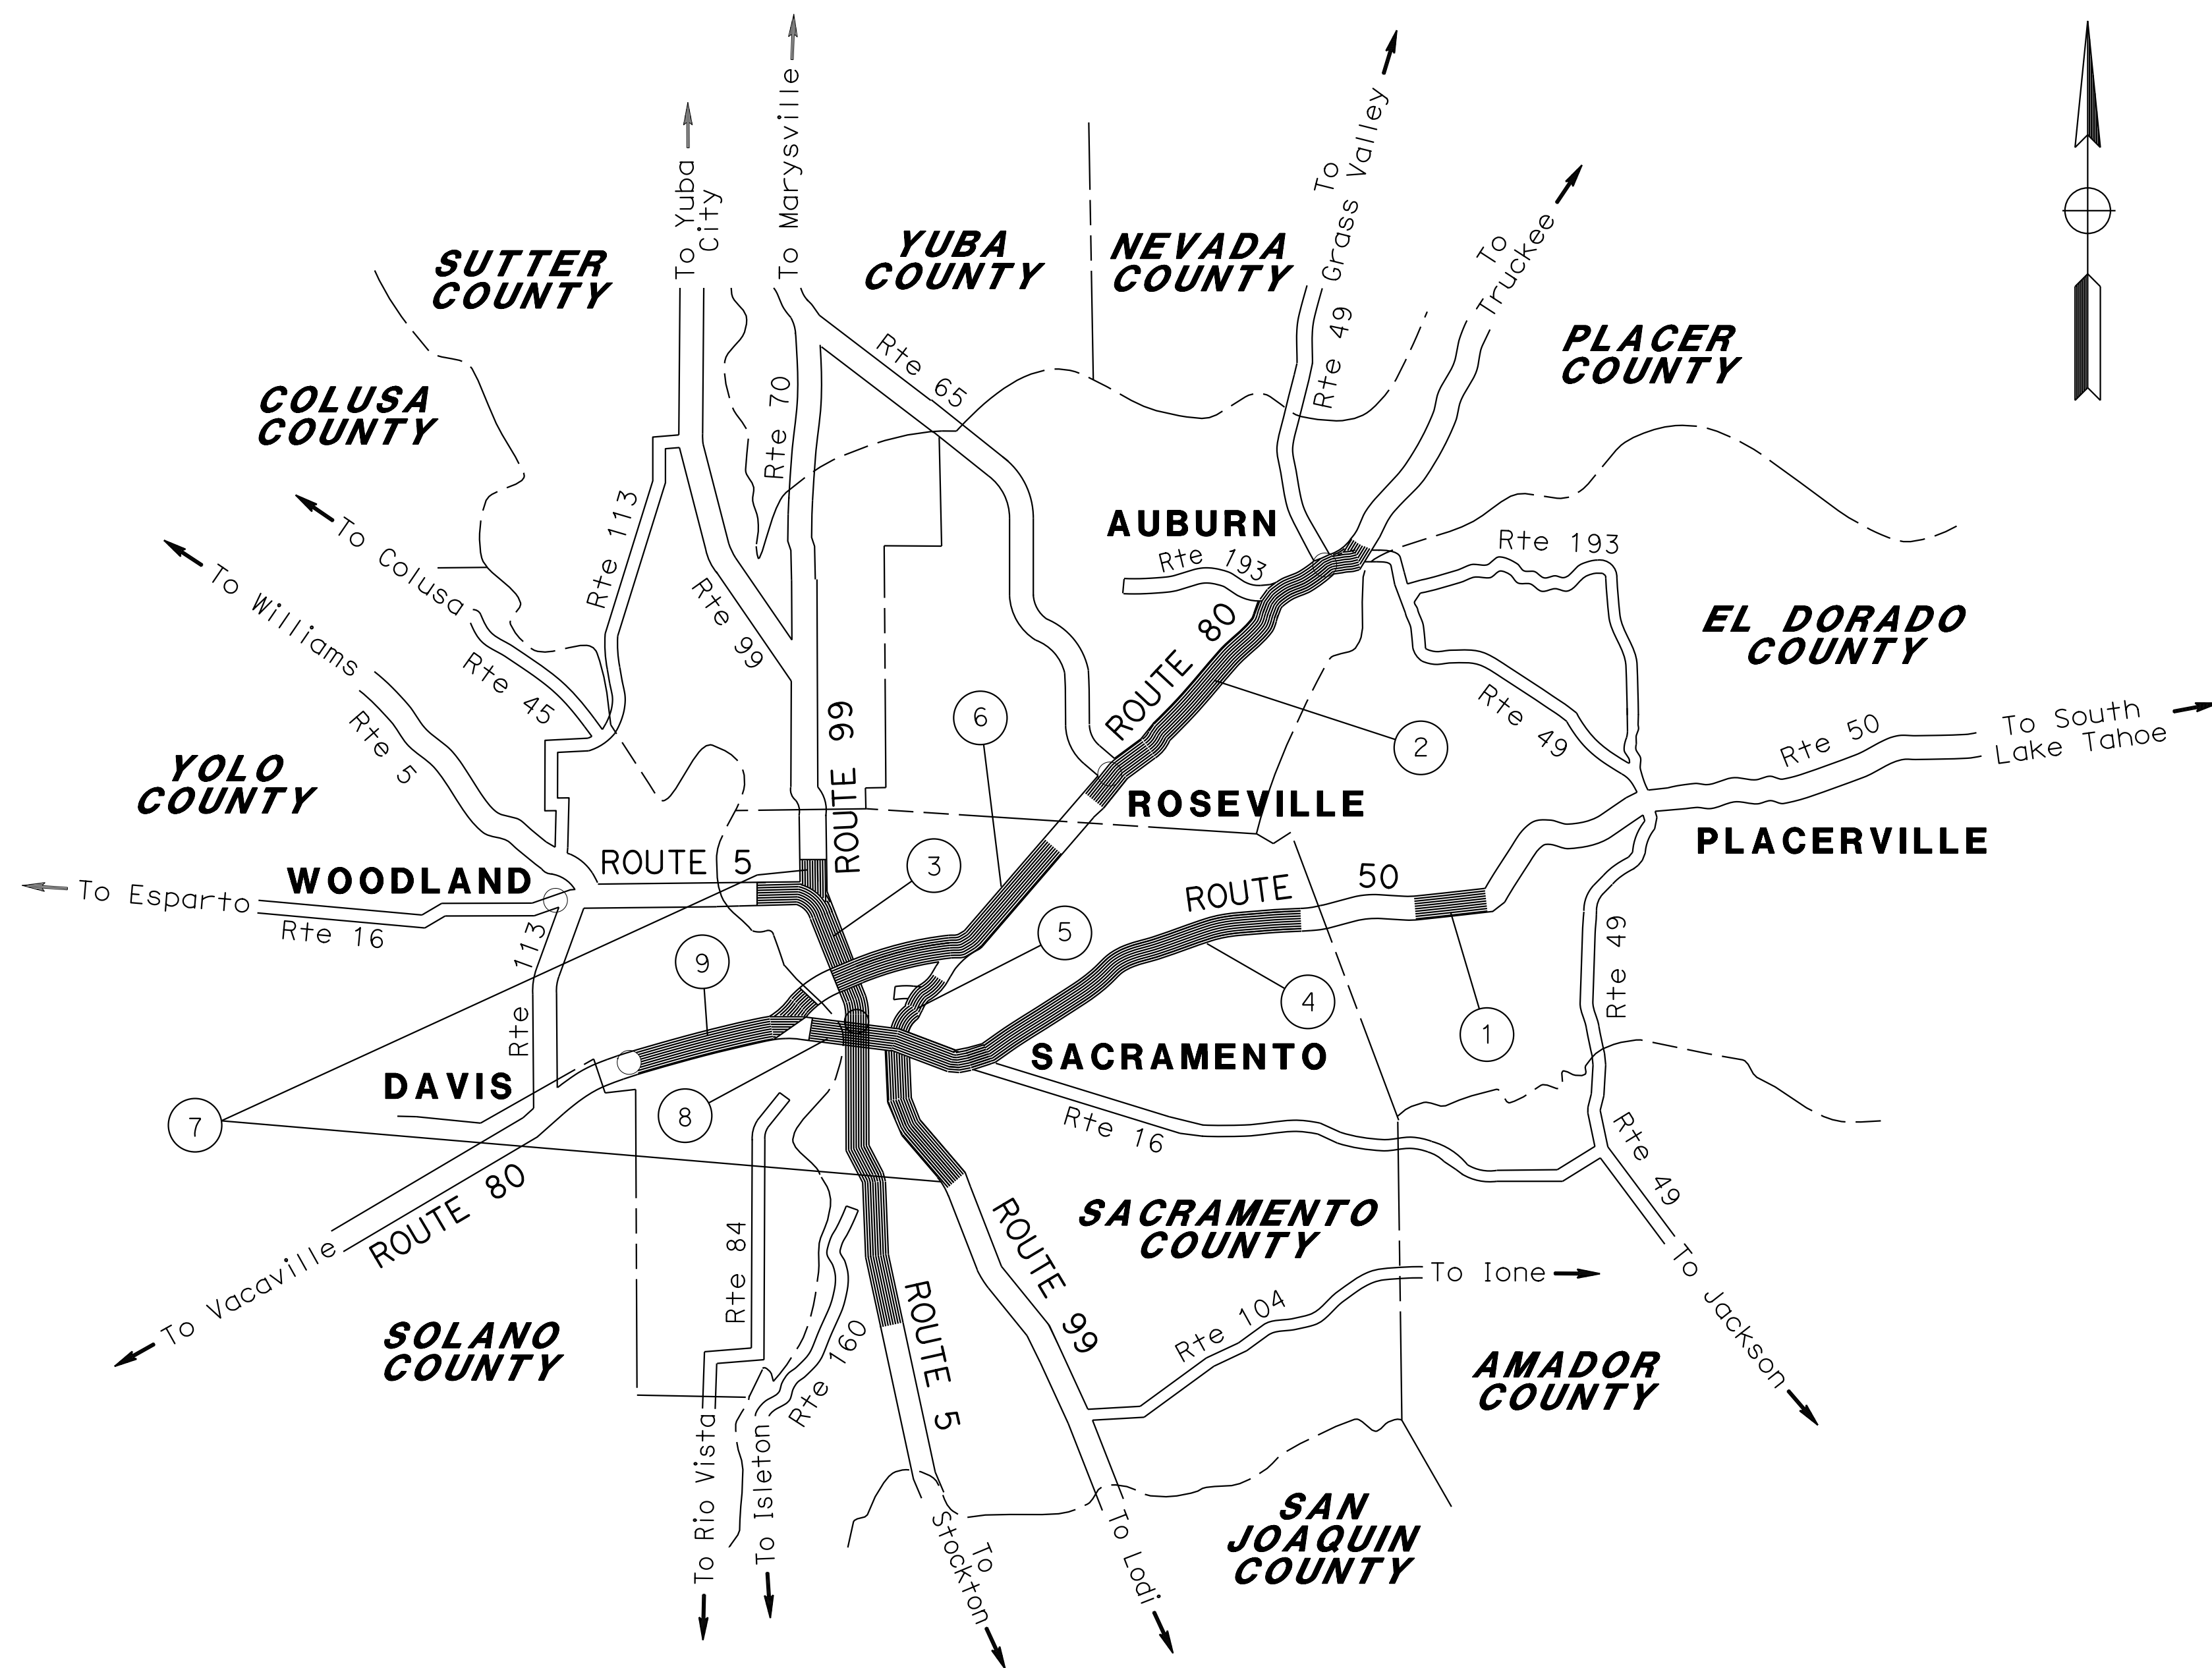 To Yuba
City
To Marysville
To
Grass Valley
To
Truckee
SUTTER
COUNTY
YUBA
COUNTY
NEVADA
COUNTY
PLACER
COUNTY
COLUSA
COUNTY
Rte 65
Rte 70
Rte 49
To Colusa
Rte 113
AUBURN
Rte 193
Rte 193
To Williams
Rte 99
ROUTE 80
EL DORADO
COUNTY
Rte 45
Rte 5
Rte 49
6
2
Rte 50
To South
Lake Tahoe
YOLO
COUNTY
ROUTE 99
ROSEVILLE
PLACERVILLE
ROUTE 5
3
WOODLAND
To Esparto
Rte 16
ROUTE 50
5
9
Rte 113
4
1
Rte 49
SACRAMENTO
DAVIS
7
8
Rte 16
Rte 49
ROUTE 80
To Vacaville
Rte 84
SACRAMENTO
COUNTY
ROUTE 99
To Ione
To Jackson
SOLANO
COUNTY
ROUTE 5
Rte 160
Rte 104
AMADOR
COUNTY
To Rio Vista
To Isleton
To
Stockton
To Lodi
SAN
JOAQUIN
COUNTY